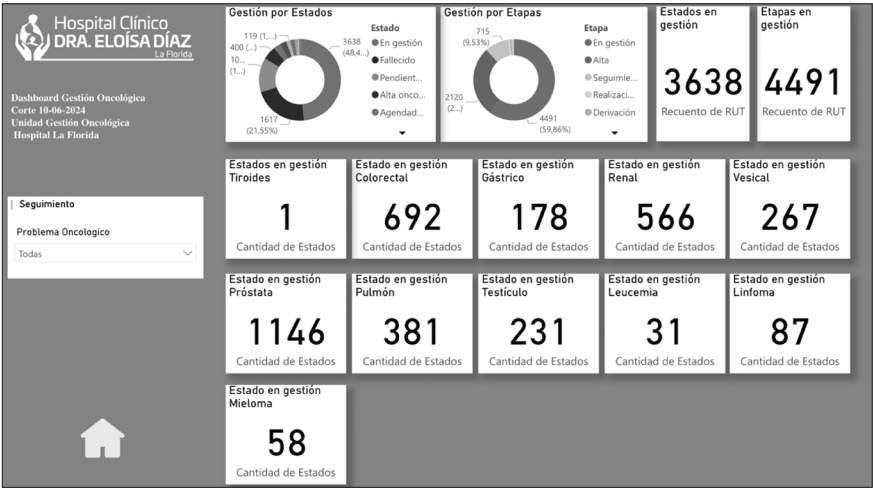 Hospital Clínico
DRA. ELOÍSA DÍAZ
La Florida
Dashboard Gestión Oncológica
Corte 10-06-2024
Unidad Gestión Oncológica
Hospital La Florida
Seguimiento
Problema Oncologico
Todas
Gestión por Estados
119 (1,...)
400 (...)
10...
(1...)
1617
(21,55%)
3638
(48,4...)
Estado
En gestión
Fallecido
Pendient...
Alta onco...
Agendad...
Gestión por Etapas
715
(9,53%)
2120
(2...)
4491
(59,86%)
Etapa
En gestión
Alta
Seguimie...
Realizaci...
Derivación
Estados en
gestión
3638
Recuento de RUT
Etapas en
gestión
4491
Recuento de RUT
Estados en gestión
Tiroides
1
Cantidad de Estados
Estado en gestión
Colorectal
692
Cantidad de Estados
Estado en gestión
Gástrico
178
Cantidad de Estados
Estado en gestión
Renal
566
Cantidad de Estados
Estado en gestión
Vesical
267
Cantidad de Estados
Estado en gestión
Próstata
1146
Cantidad de Estados
Estado en gestión
Pulmón
381
Cantidad de Estados
Estado en gestión
Testículo
231
Cantidad de Estados
Estado en gestión
Leucemia
31
Cantidad de Estados
Estado en gestión
Linfoma
87
Cantidad de Estados
Estado en gestión
Mieloma
58
Cantidad de Estados